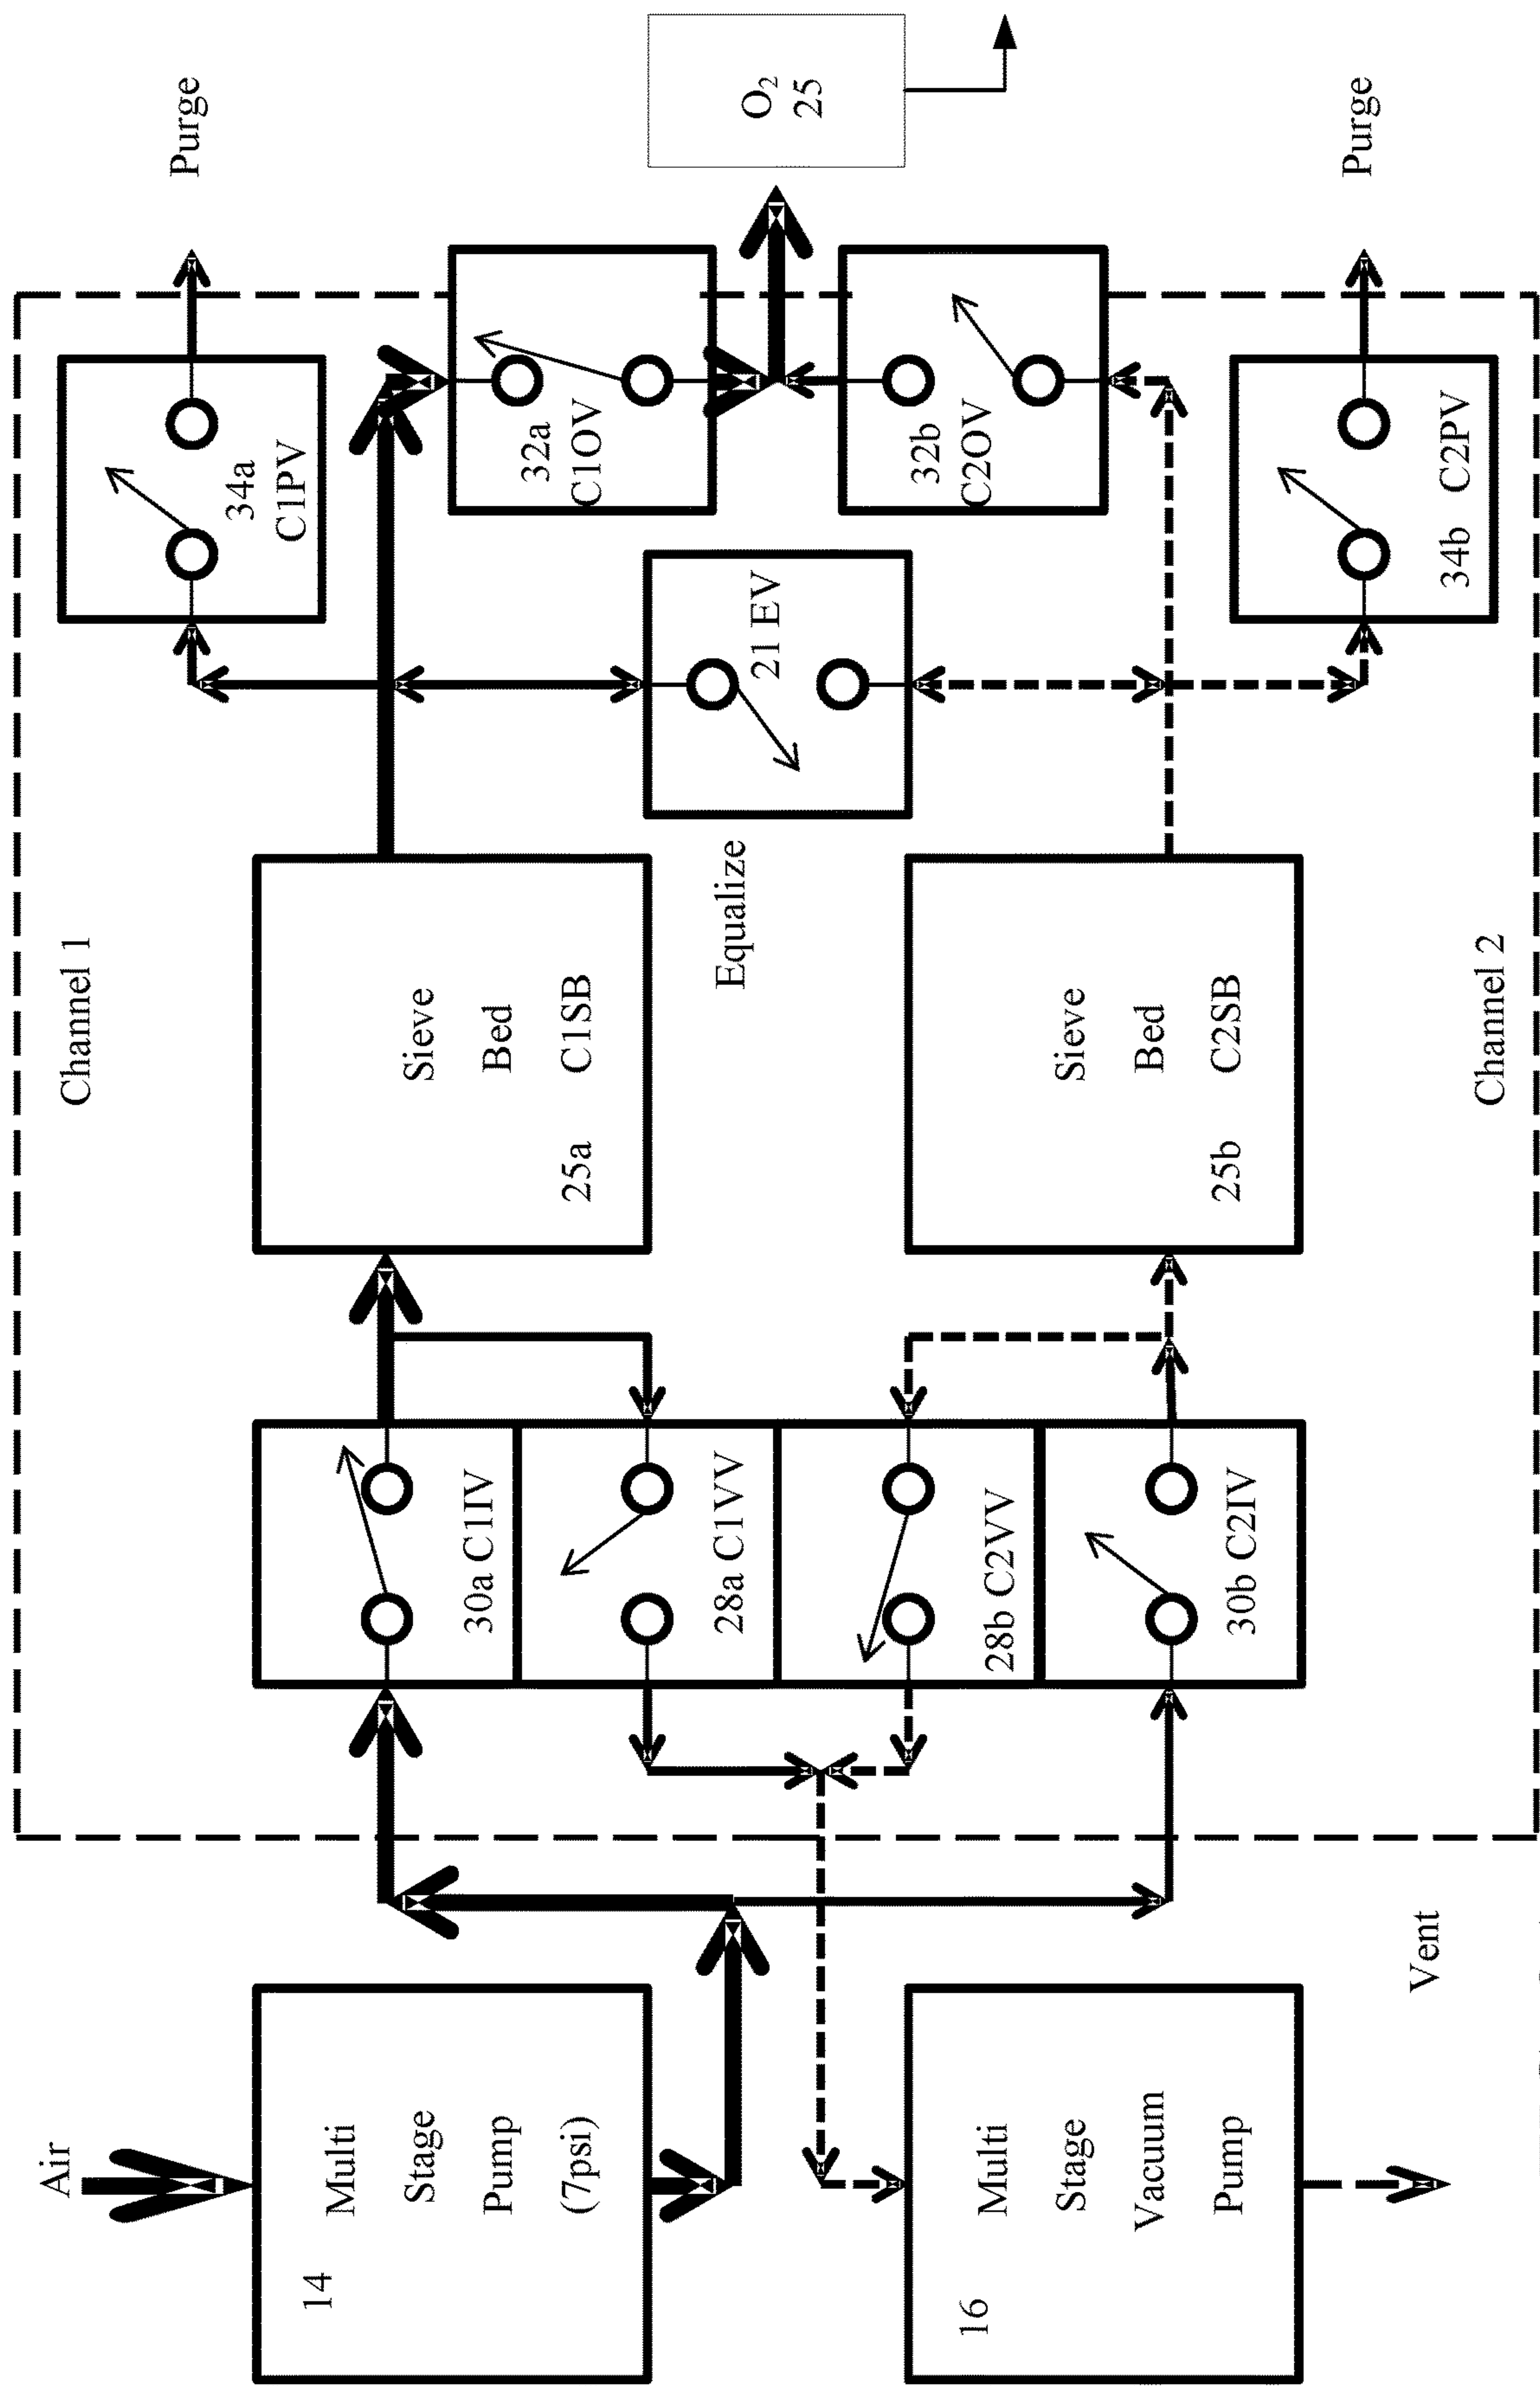 Air
14
Multi
Stage
Pump
(7psi)
16
Multi
Stage
Vacuum
Pump
Vent
Channel 1
30a C1IV
28a C1VV
28b C2VV
30b C2IV
Sieve
Bed
25a C1SB
Sieve
Bed
25b C2SB
Equalize
21 EV
34a
C1PV
32a
C1OV
32b
C2OV
34b C2PV
Channel 2
Purge
O₂
25
Purge